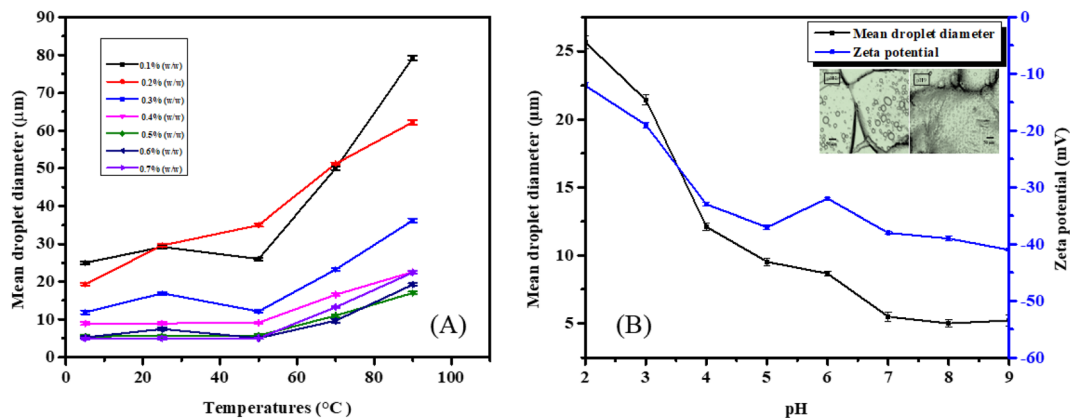 90
80
70
60
50
40
30
20
10
0
Mean droplet diameter (μm)
0.1% (w/w)
0.2% (w/w)
0.3% (w/w)
0.4% (w/w)
0.5% (w/w)
0.6% (w/w)
0.7% (w/w)
(A)
0 20 40 60 80 100
Temperatures (°C )
25
20
15
10
5
Mean droplet diameter (μm)
Mean droplet diameter
Zeta potential
(B)
2 3 4 5 6 7 8 9
pH
0
-10
-20
-30
-40
-50
-60
Zeta potential (mV)